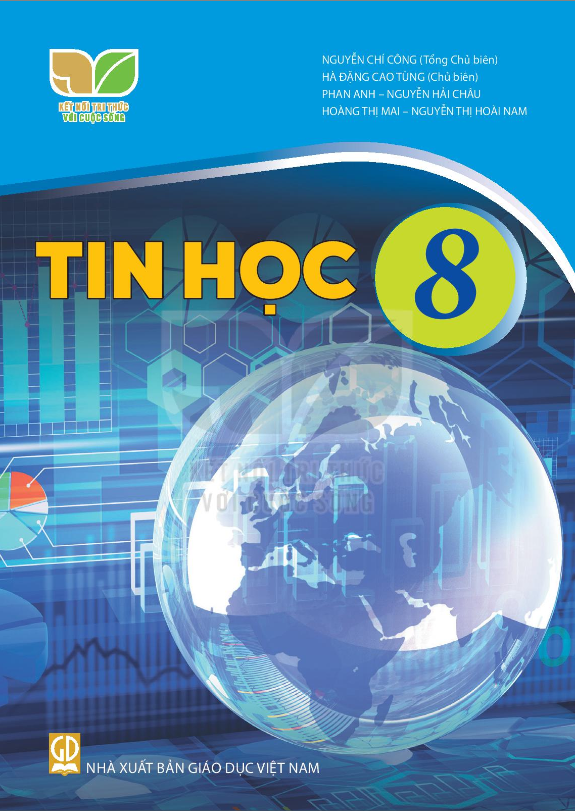 NGUYỄN CHÍ CÔNG (Tổng Chủ biên)
HÀ ĐẶNG CAO TÙNG (Chủ biên)
PHAN ANH – NGUYỄN HẢI CHÂU
HOÀNG THỊ MAI – NGUYỄN THỊ HOÀI NAM
KẾT NỐI TRI THỨC
VỚI CUỘC SỐNG
TIN HỌC 8
KẾT NỐI TRI THỨC
VỚI CUỘC SỐNG
GD
NHÀ XUẤT BẢN GIÁO DỤC VIỆT NAM